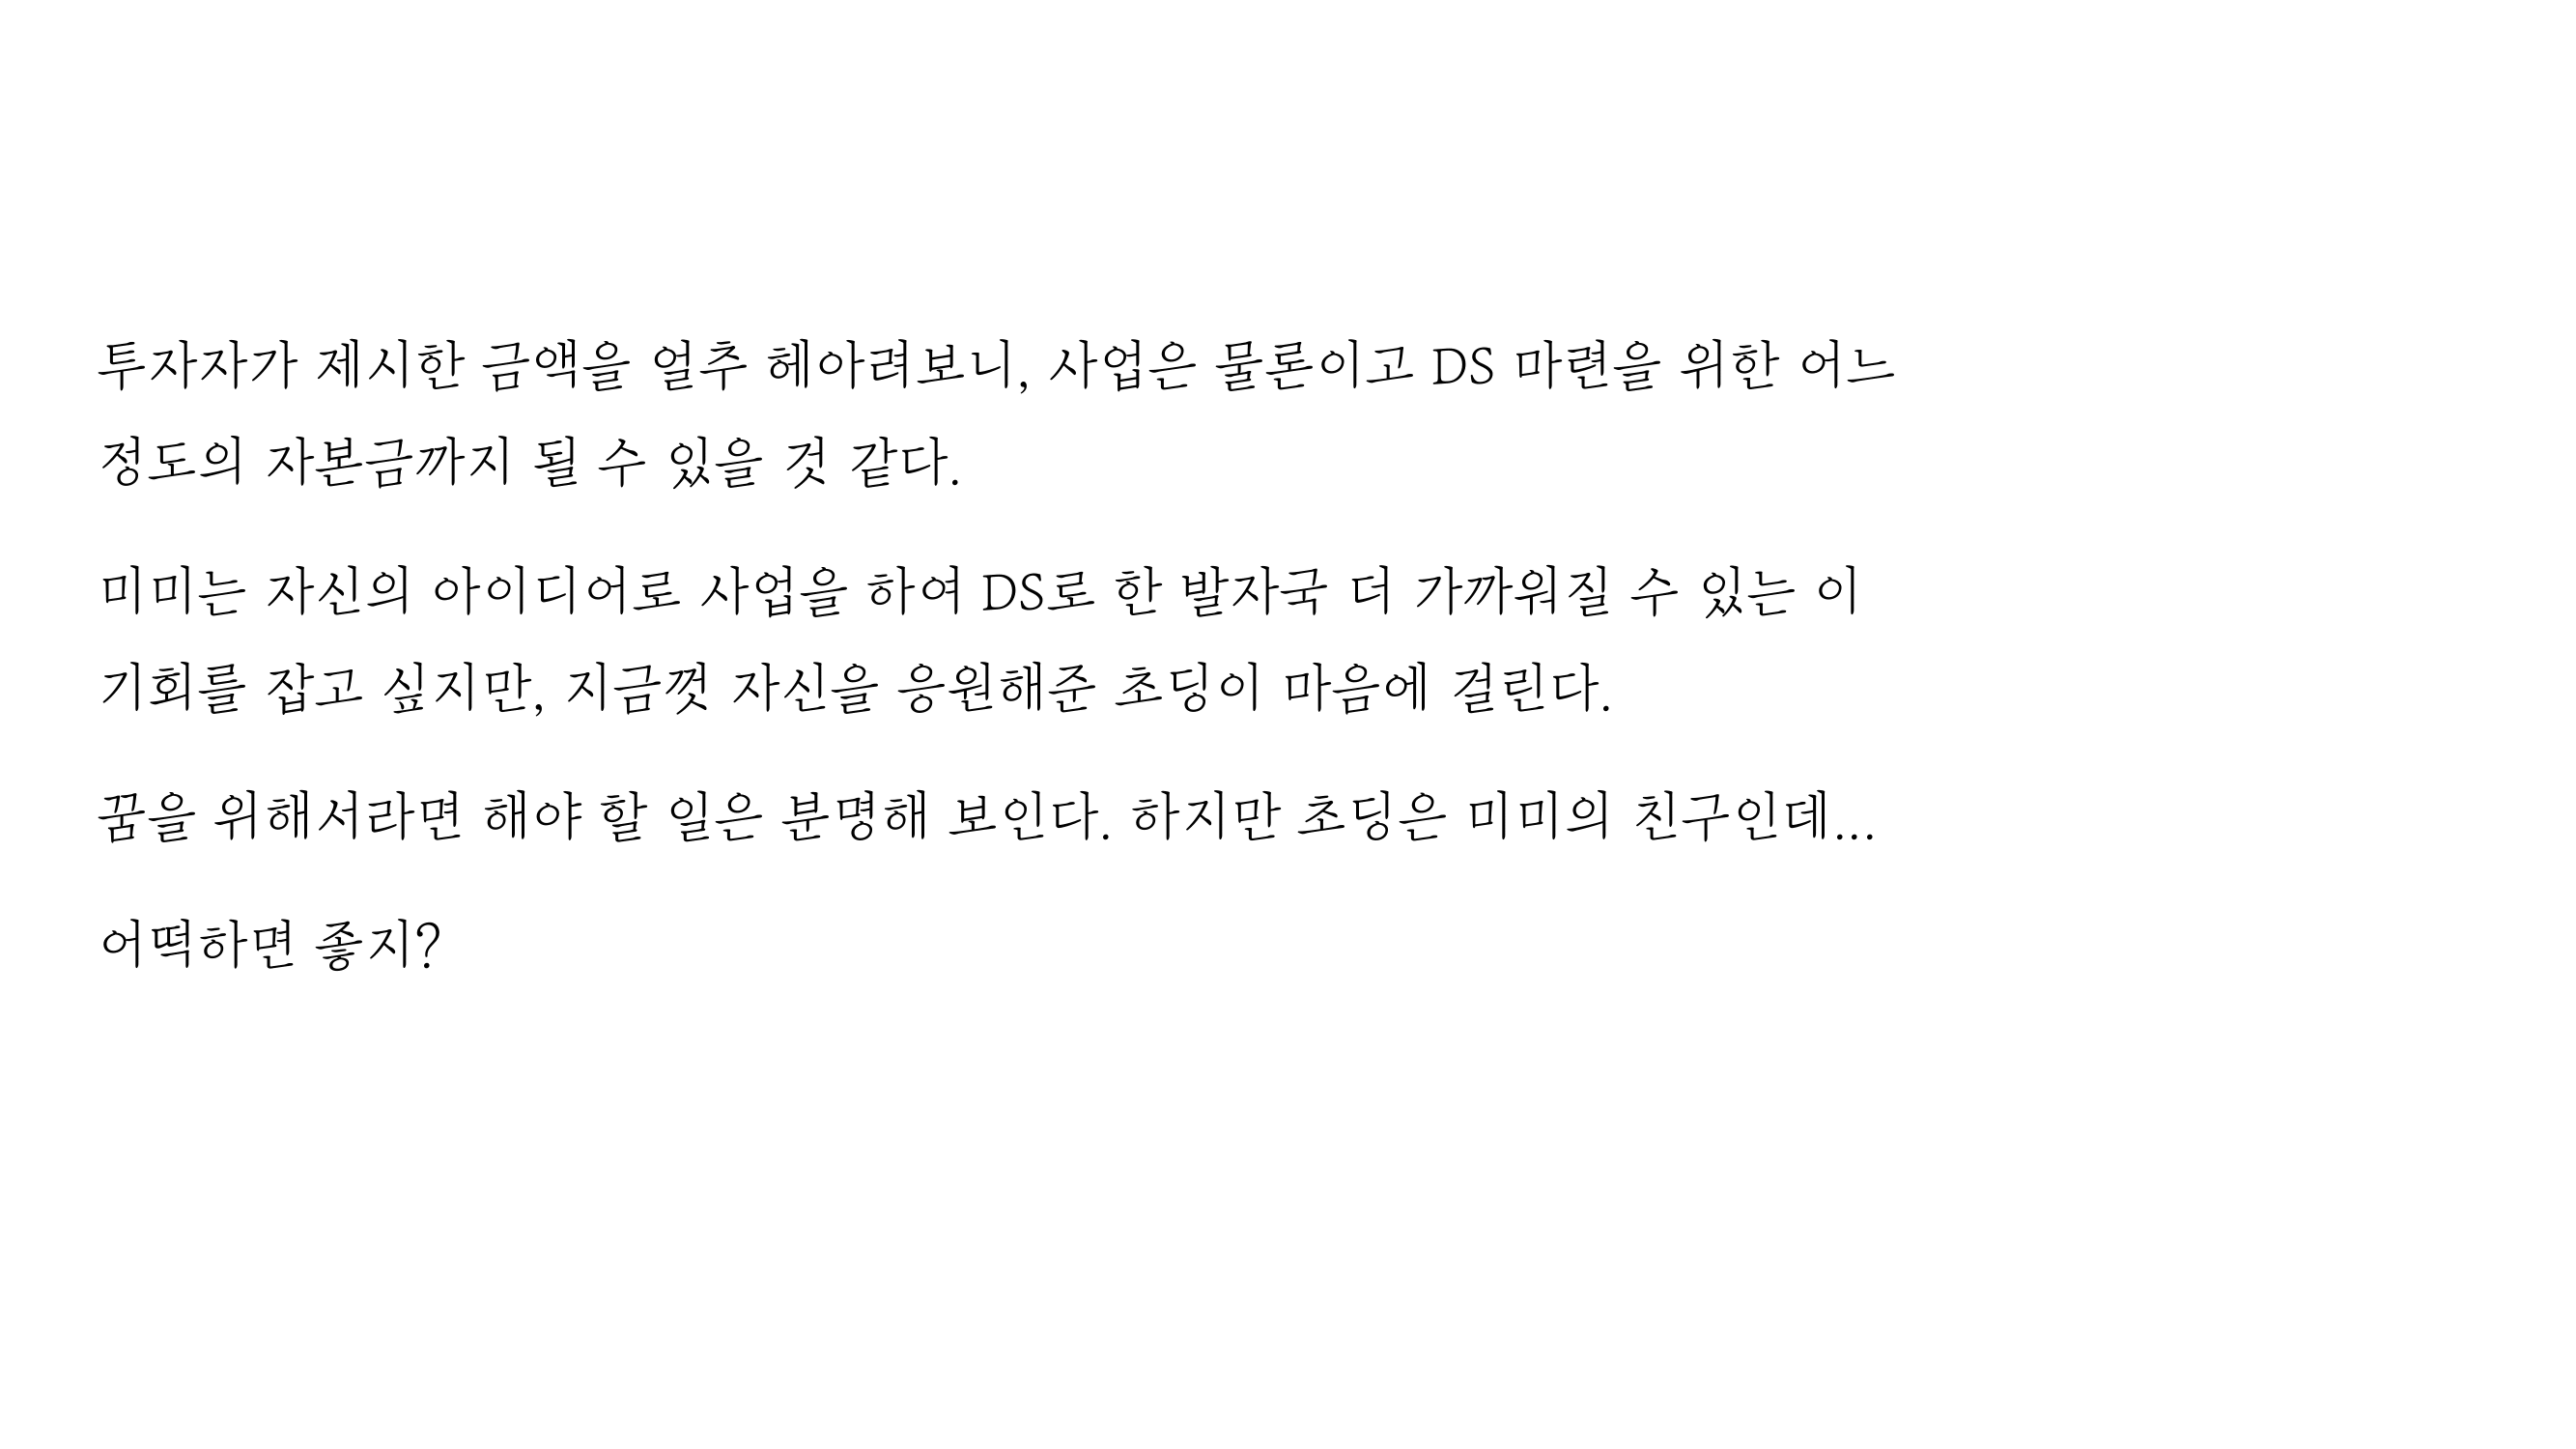 투자자가 제시한 금액을 얼추 헤아려보니, 사업은 물론이고 DS 마련을 위한 어느
정도의 자본금까지 될 수 있을 것 같다.
미미는 자신의 아이디어로 사업을 하여 DS로 한 발자국 더 가까워질 수 있는 이
기회를 잡고 싶지만, 지금껏 자신을 응원해준 초딩이 마음에 걸린다.
꿈을 위해서라면 해야 할 일은 분명해 보인다. 하지만 초딩은 미미의 친구인데...
어떡하면 좋지?